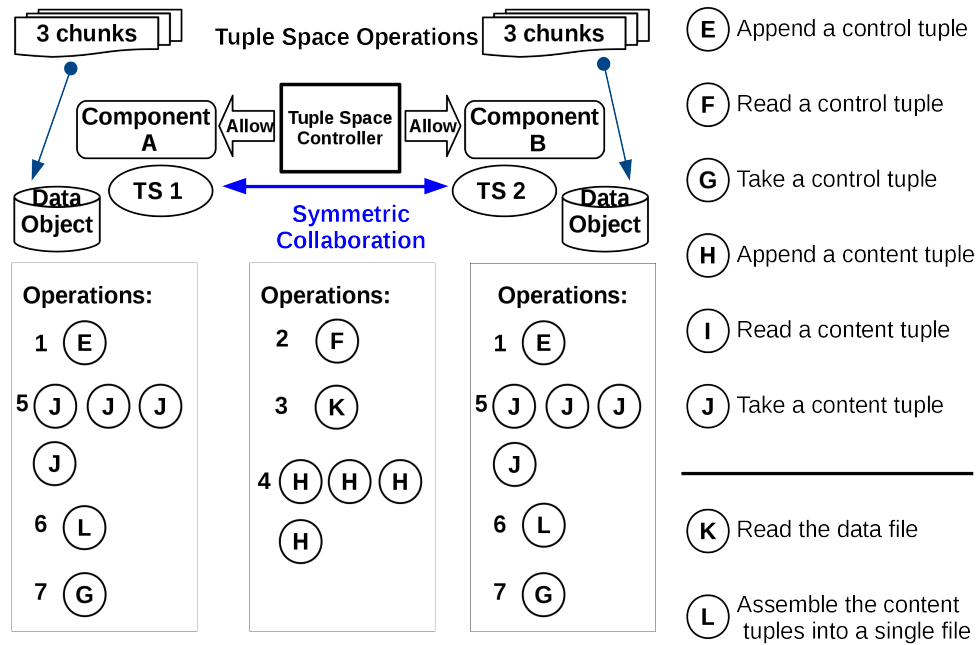 3 chunks
Tuple Space Operations
3 chunks
Component
A
Allow
Tuple Space
Controller
Allow
Component
B
TS 1
TS 2
Data
Object
Symmetric
Collaboration
Data
Object
Operations:
1 E
5 J J J
J
6 L
7 G
Operations:
2 F
3 K
4 H H H
H
Operations:
1 E
5 J J J
J
6 L
7 G
E Append a control tuple
F Read a control tuple
G Take a control tuple
H Append a content tuple
I Read a content tuple
J Take a content tuple
K Read the data file
L Assemble the content
tuples into a single file